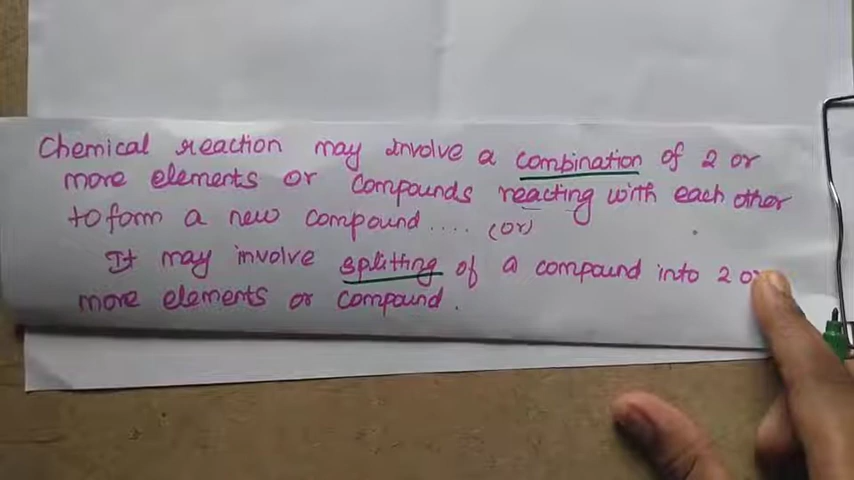 Chemical reaction may involve a combination of 2 or
more elements or compounds reacting with each other
to form a new compound.... (or)
It may involve splitting of a compound into 2 or
more elements or compound.